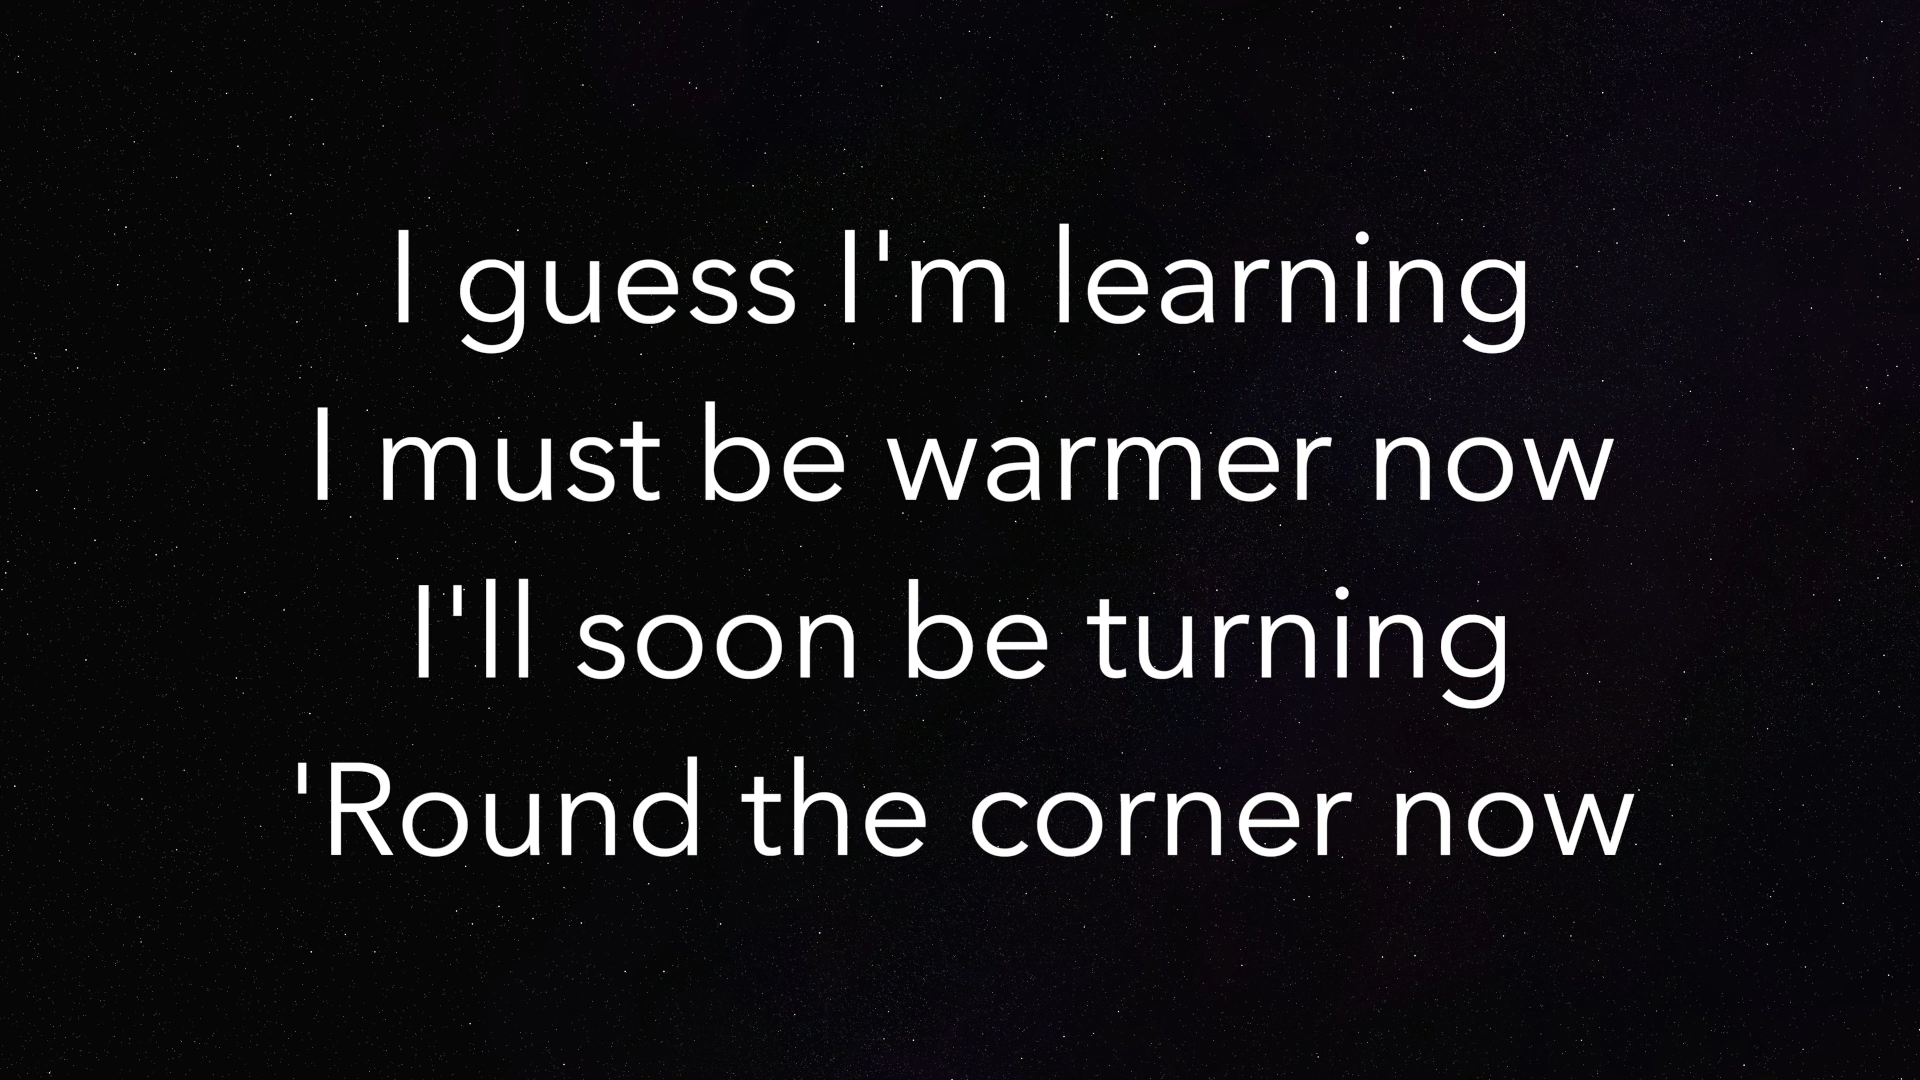 I guess I'm learning
I must be warmer now
I'll soon be turning
'Round the corner now